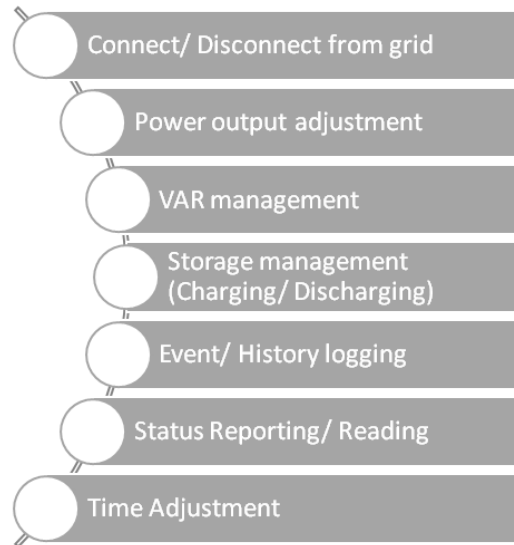 Connect/ Disconnect from grid
Power output adjustment
VAR management
Storage management
(Charging/ Discharging)
Event/ History logging
Status Reporting/ Reading
Time Adjustment